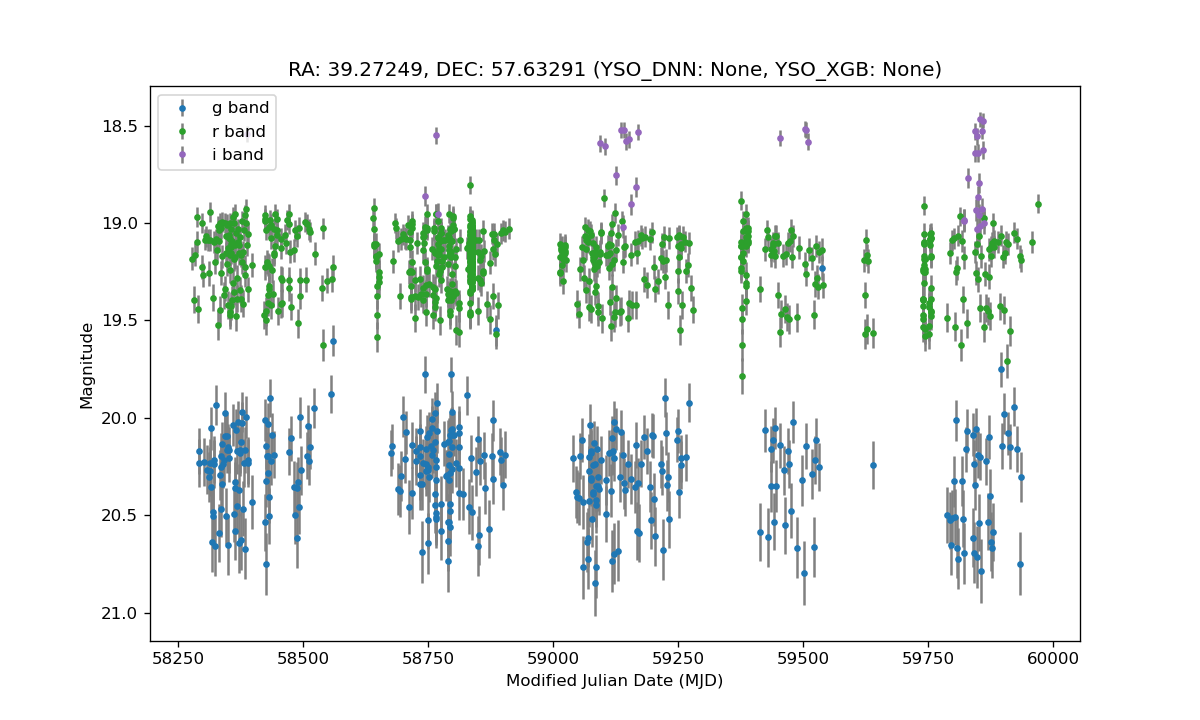 RA: 39.27249, DEC: 57.63291 (YSO_DNN: None, YSO_XGB: None)
g band
r band
i band
18.5
19.0
19.5
20.0
20.5
21.0
Magnitude
58250 58500 58750 59000 59250 59500 59750 60000
Modified Julian Date (MJD)